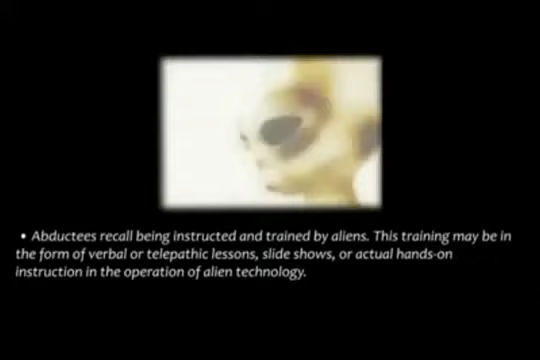 • Abductees recall being instructed and trained by aliens. This training may be in
the form of verbal or telepathic lessons, slide shows, or actual hands-on
instruction in the operation of alien technology.